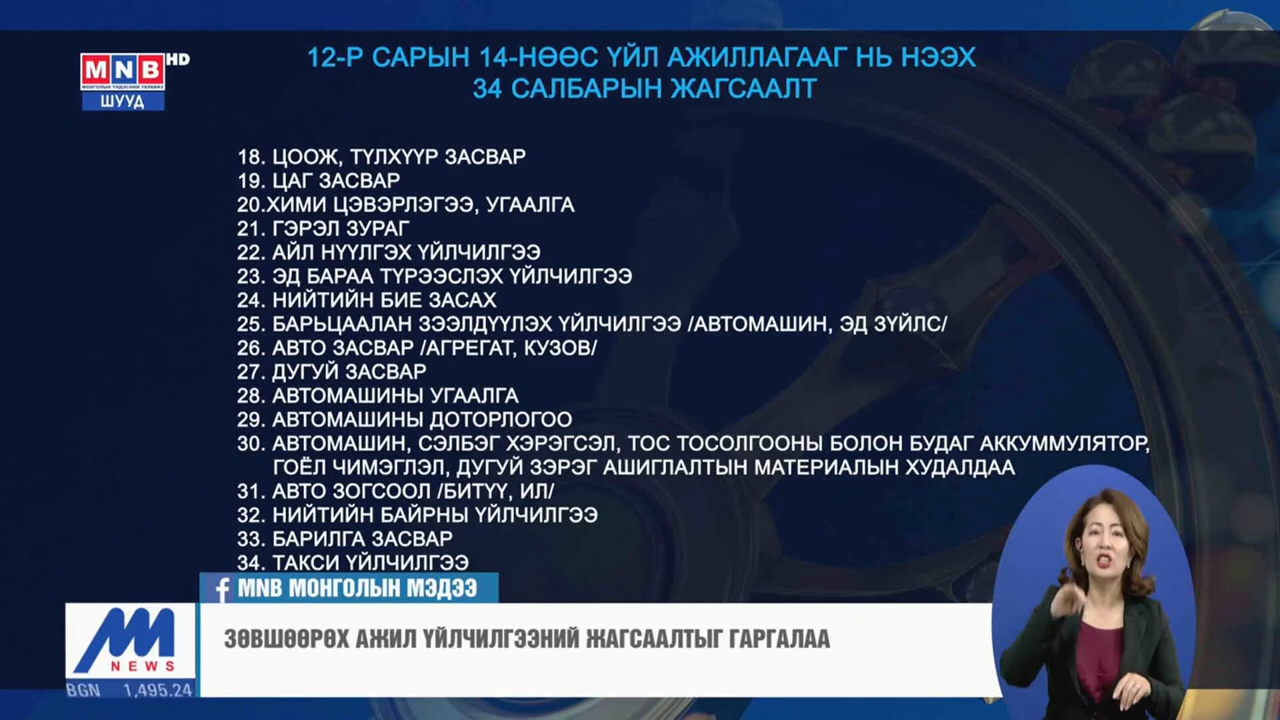 MNB HD
МОНГОЛЫН ҮНДЭСНИЙ ТЕЛЕВИЗ
ШУУД
12-Р САРЫН 14-НӨӨС ҮЙЛ АЖИЛЛАГААГ НЬ НЭЭХ
34 САЛБАРЫН ЖАГСААЛТ
18. ЦООЖ, ТҮЛХҮҮР ЗАСВАР
19. ЦАГ ЗАСВАР
20.ХИМИ ЦЭВЭРЛЭГЭЭ, УГААЛГА
21. ГЭРЭЛ ЗУРАГ
22. АЙЛ НҮҮЛГЭХ ҮЙЛЧИЛГЭЭ
23. ЭД БАРАА ТҮРЭЭСЛЭХ ҮЙЛЧИЛГЭЭ
24. НИЙТИЙН БИЕ ЗАСАХ
25. БАРЬЦААЛАН ЗЭЭЛДҮҮЛЭХ ҮЙЛЧИЛГЭЭ /АВТОМАШИН, ЭД ЗҮЙЛС/
26. АВТО ЗАСВАР /АГРЕГАТ, КУЗОВ/
27. ДУГУЙ ЗАСВАР
28. АВТОМАШИНЫ УГААЛГА
29. АВТОМАШИНЫ ДОТОРЛОГОО
30. АВТОМАШИН, СЭЛБЭГ ХЭРЭГСЭЛ, ТОС ТОСОЛГООНЫ БОЛОН БУДАГ АККУММУЛЯТОР,
ГОЁЛ ЧИМЭГЛЭЛ, ДУГУЙ ЗЭРЭГ АШИГЛАЛТЫН МАТЕРИАЛЫН ХУДАЛДАА
31. АВТО ЗОГСООЛ /БИТҮҮ, ИЛ/
32. НИЙТИЙН БАЙРНЫ ҮЙЛЧИЛГЭЭ
33. БАРИЛГА ЗАСВАР
34. ТАКСИ ҮЙЛЧИЛГЭЭ
f MNB МОНГОЛЫН МЭДЭЭ
ЗӨВШӨӨРӨХ АЖИЛ ҮЙЛЧИЛГЭЭНИЙ ЖАГСААЛТЫГ ГАРГАЛАА
M
NEWS
BGN 1,495.24